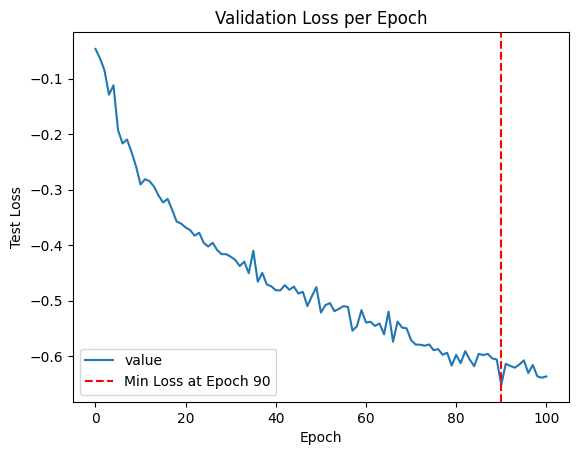 Validation Loss per Epoch
Test Loss
−0.1
−0.2
−0.3
−0.4
−0.5
−0.6
value
Min Loss at Epoch 90
0
20
40
60
80
100
Epoch